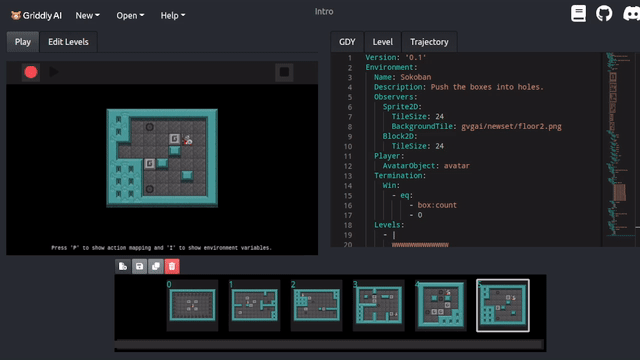 Griddly AI
New
Open
Help
Intro
Play
Edit Levels
GDY
Level
Trajectory
1 Version: '0.1'
2 Environment:
3 Name: Sokoban
4 Description: Push the boxes into holes.
5 Observers:
6 Sprite2D:
7 TileSize: 24
8 BackgroundTile: gvgai/newset/floor2.png
9 Block2D:
10 TileSize: 24
11 Player:
12 AvatarObject: avatar
13 Termination:
14 Win:
15 - eq:
16 - box:count
17 - 0
18 Levels:
19 - |
20
Press 'P' to show action mapping and 'I' to show environment variables.
0
1
2
3
4
5